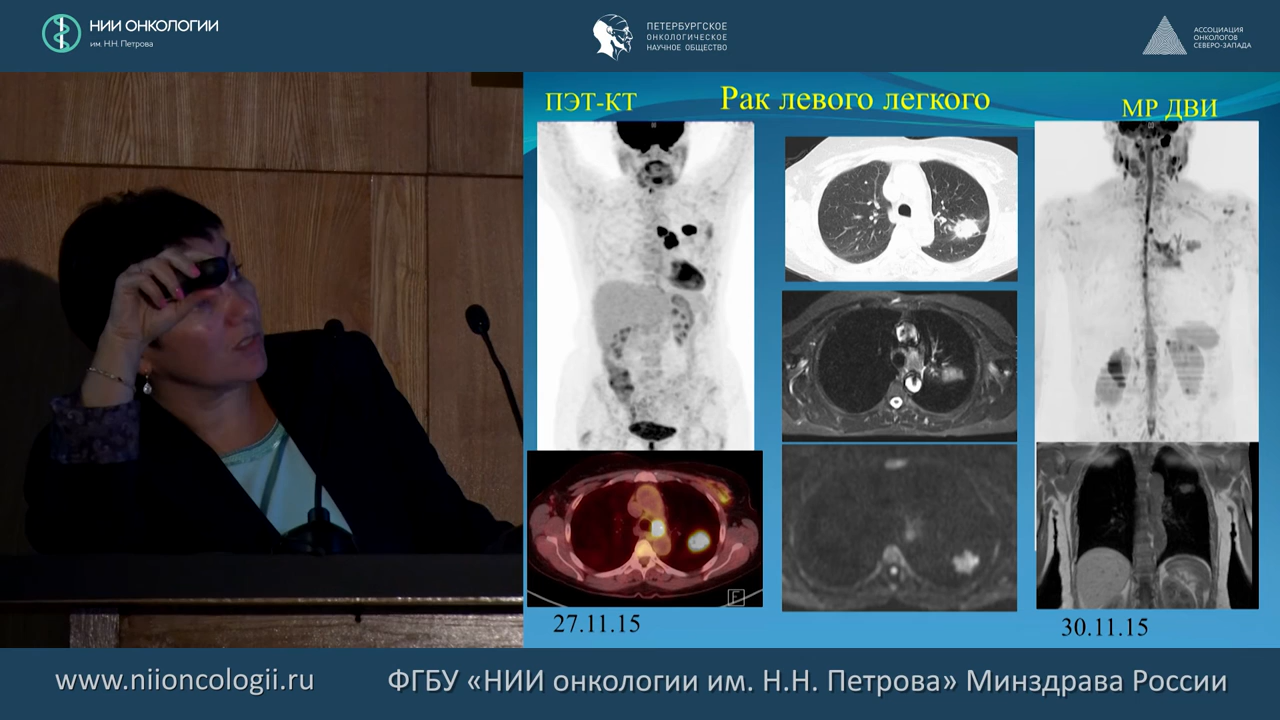 НИИ ОНКОЛОГИИ
им. Н.Н. Петрова
ПЕТЕРБУРГСКОЕ
ОНКОЛОГИЧЕСКОЕ
НАУЧНОЕ ОБЩЕСТВО
АССОЦИАЦИЯ
ОНКОЛОГОВ
СЕВЕРО-ЗАПАДА
ПЭТ-КТ
Рак левого легкого
МР ДВИ
F
27.11.15
30.11.15
www.niioncologii.ru
ФГБУ «НИИ онкологии им. Н.Н. Петрова» Минздрава России